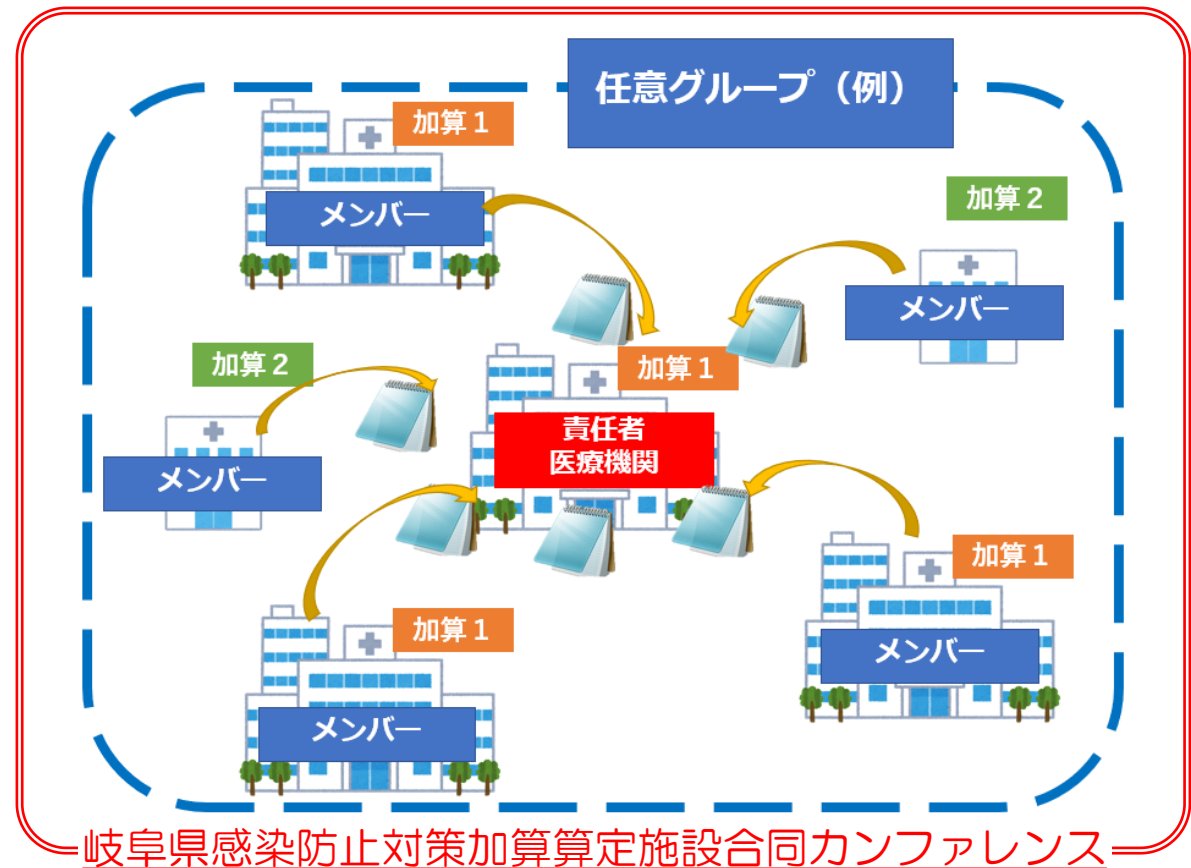 任意グループ（例）
加算１
メンバー
加算２
メンバー
加算２
メンバー
加算１
責任者
医療機関
加算１
メンバー
加算１
メンバー
岐阜県感染防止対策加算算定施設合同カンファレンス